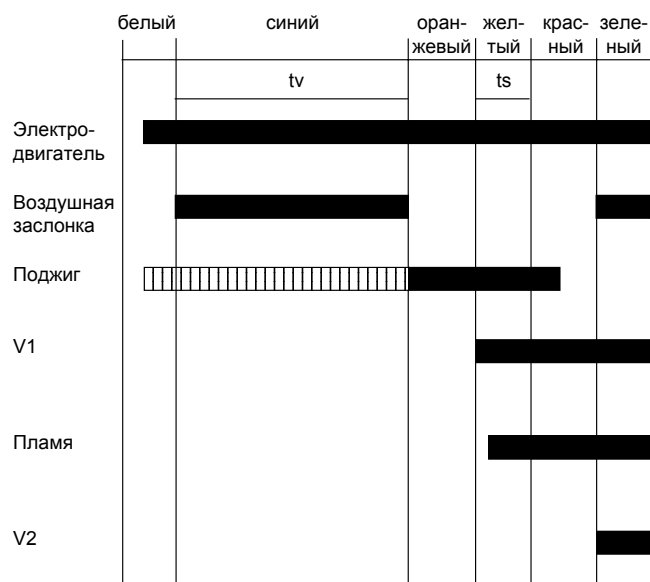 белый синий оран- жел- крас- зеле-
жевый тый ный ный
tv ts
Электро-
двигатель
Воздушная
заслонка
Поджиг
V1
Пламя
V2